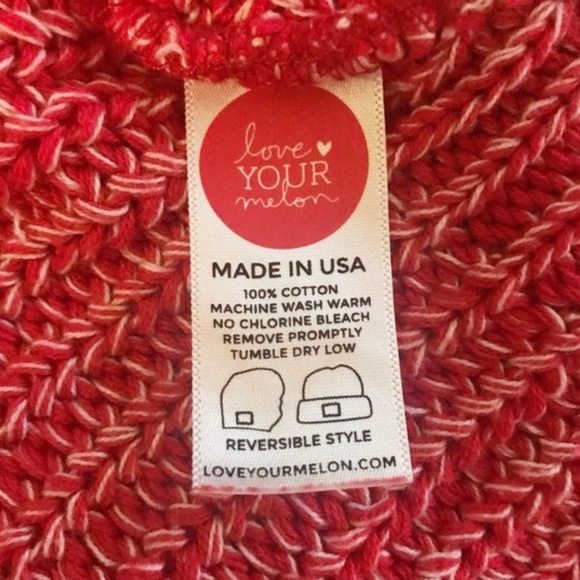 love
YOUR
melon
MADE IN USA
100% COTTON
MACHINE WASH WARM
NO CHLORINE BLEACH
REMOVE PROMPTLY
TUMBLE DRY LOW
REVERSIBLE STYLE
LOVEYOURMELON.COM